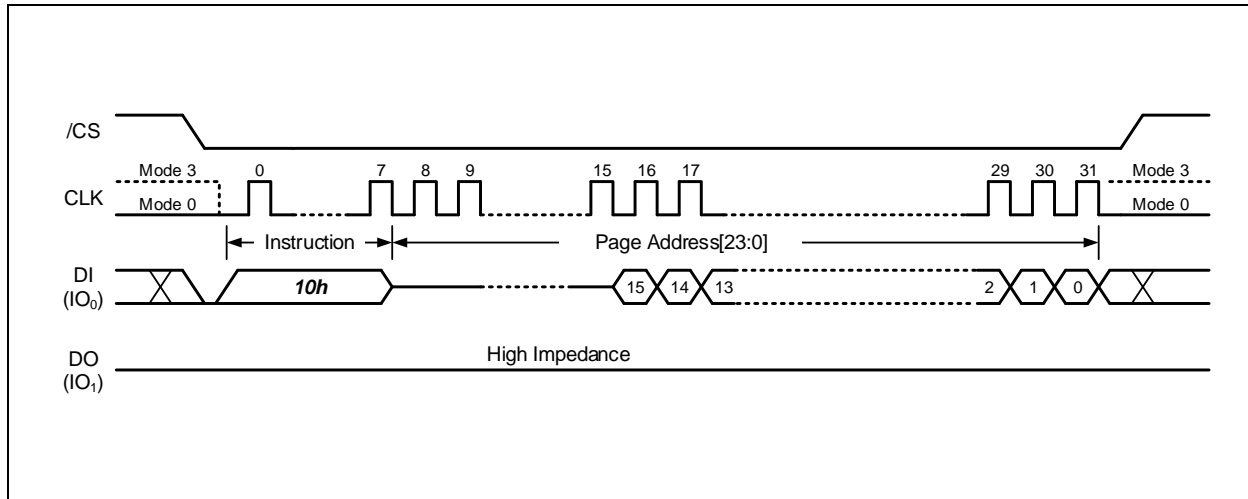 /CS
Mode 3 0 7 8 9 15 16 17 29 30 31 Mode 3
CLK
Mode 0 Mode 0
Instruction Page Address[23:0]
DI
(IO₀)
10h 15 14 13 2 1 0
High Impedance
DO
(IO₁)